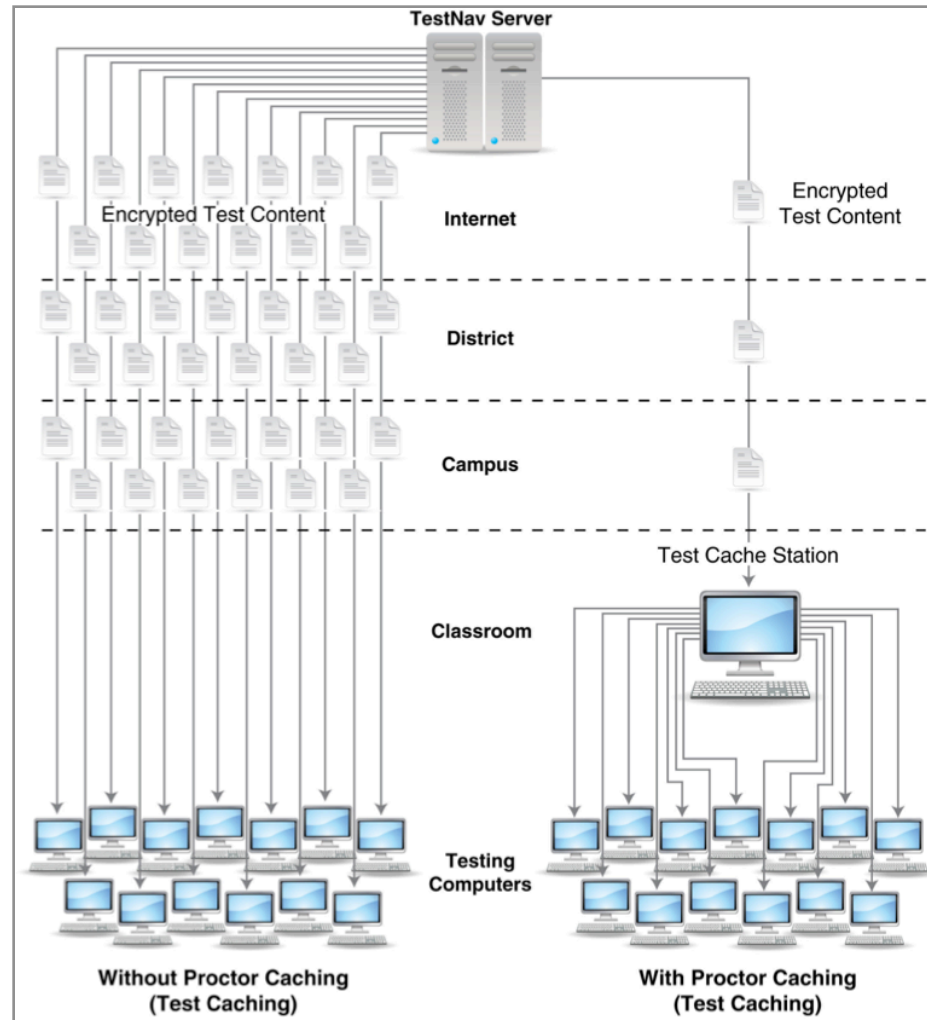 TestNav Server
Encrypted Test Content
Encrypted
Test Content
Internet
District
Campus
Test Cache Station
Classroom
Testing
Computers
Without Proctor Caching
(Test Caching)
With Proctor Caching
(Test Caching)